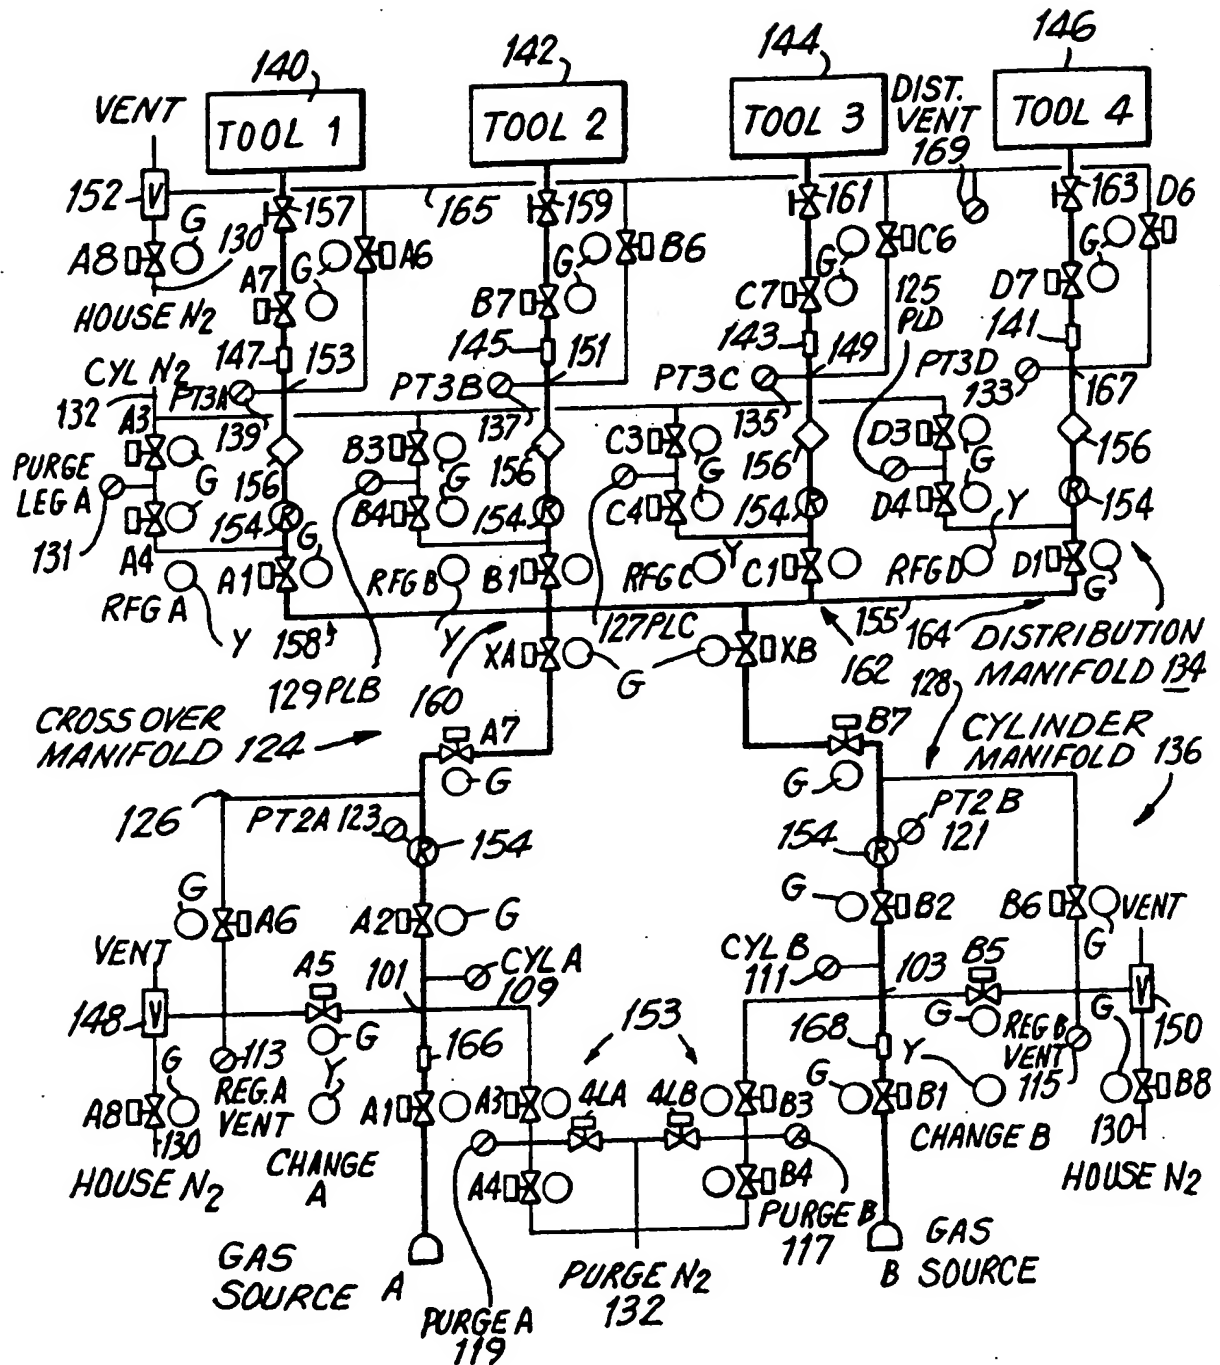 140 142 144 146
VENT DIST. VENT 169
TOOL 1 TOOL 2 TOOL 3 TOOL 4
152 V 157 165 159 161 163 D6
G 130 A6 B6 C6
A8 A7 G G G G
HOUSE N2 B7 C7 125 PLD D7
147 153 145 151 143 149 141
CYL N2
132 PT3A PT3B PT3C PT3D 133 167
A3 139 B3 137 C3 135 D3
PURGE LEG A G 156 G 156 G 156 G 156
154 R B4 154 R C4 154 R D4 Y R 154
131 A4 A1 G RFG B B1 RFG C Y C1 RFG D D1 G
RFG A
Y 158 Y 127 PLC 155 164 DISTRIBUTION MANIFOLD 134
129 PLB 160 XA G XB 162 128
CROSS OVER MANIFOLD 124
A7 B7 CYLINDER MANIFOLD 136
G G
126 PT2A 123 R 154 154 R PT2B 121
G A6 A2 G G B2 B6 G VENT
VENT A5 101 CYL A 109 CYL B 111 103 B5
148 V G 166 153 168 G G V 150
113 REG.A VENT Y Y REG B VENT 115
G A8 A1 A3 4LA 4LB B3 G B1 B8
130 CHANGE A CHANGE B 130
HOUSE N2 A4 B4 HOUSE N2
PURGE B 117
GAS SOURCE A PURGE N2 132 B GAS SOURCE
PURGE A 119